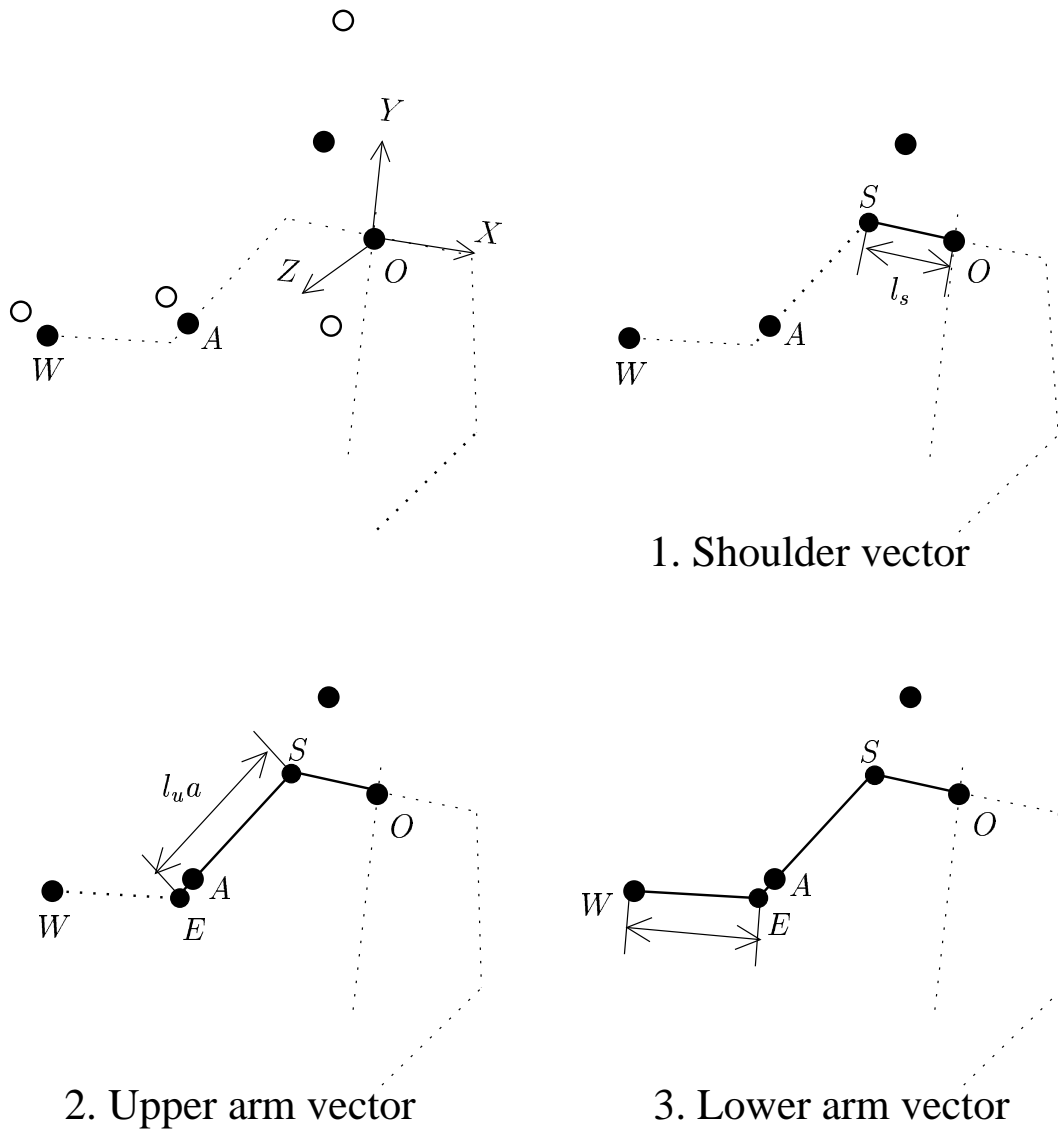 Y
X
Z
O
A
W
S
O
l_s
A
W
1. Shoulder vector
S
l_u a
O
A
W
E
2. Upper arm vector
S
O
A
W
E
3. Lower arm vector